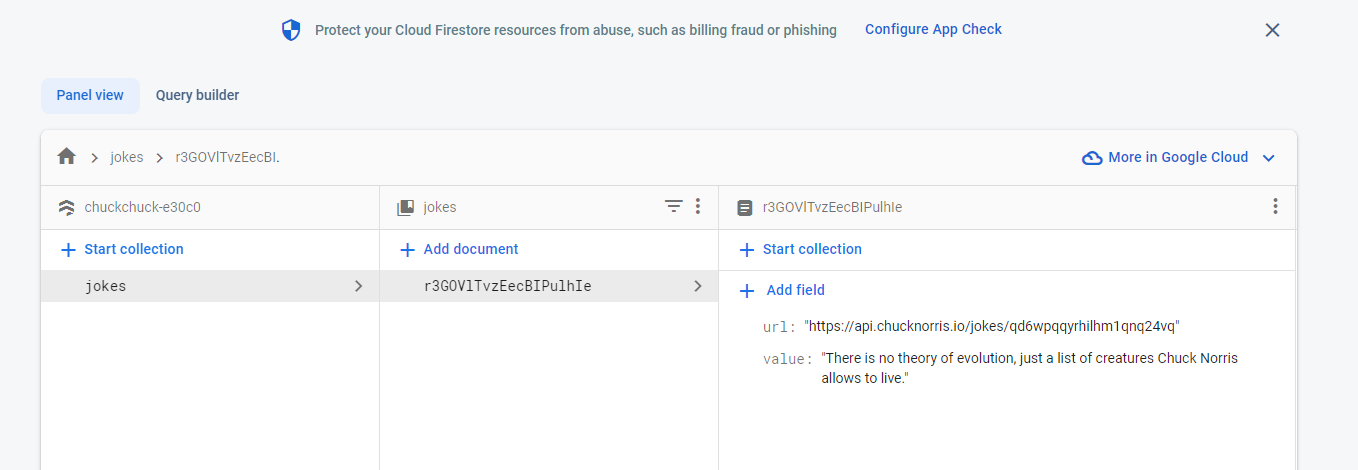 Protect your Cloud Firestore resources from abuse, such as billing fraud or phishing Configure App Check
Panel view Query builder
jokes r3GOVlTvzEecBI.
More in Google Cloud
chuckchuck-e30c0 jokes r3GOVlTvzEecBIPulhIe
Start collection Add document Start collection
jokes r3GOVlTvzEecBIPulhIe
Add field
url: "https://api.chucknorris.io/jokes/qd6wpqqyrhilhm1qnq24vq"
value: "There is no theory of evolution, just a list of creatures Chuck Norris
allows to live."